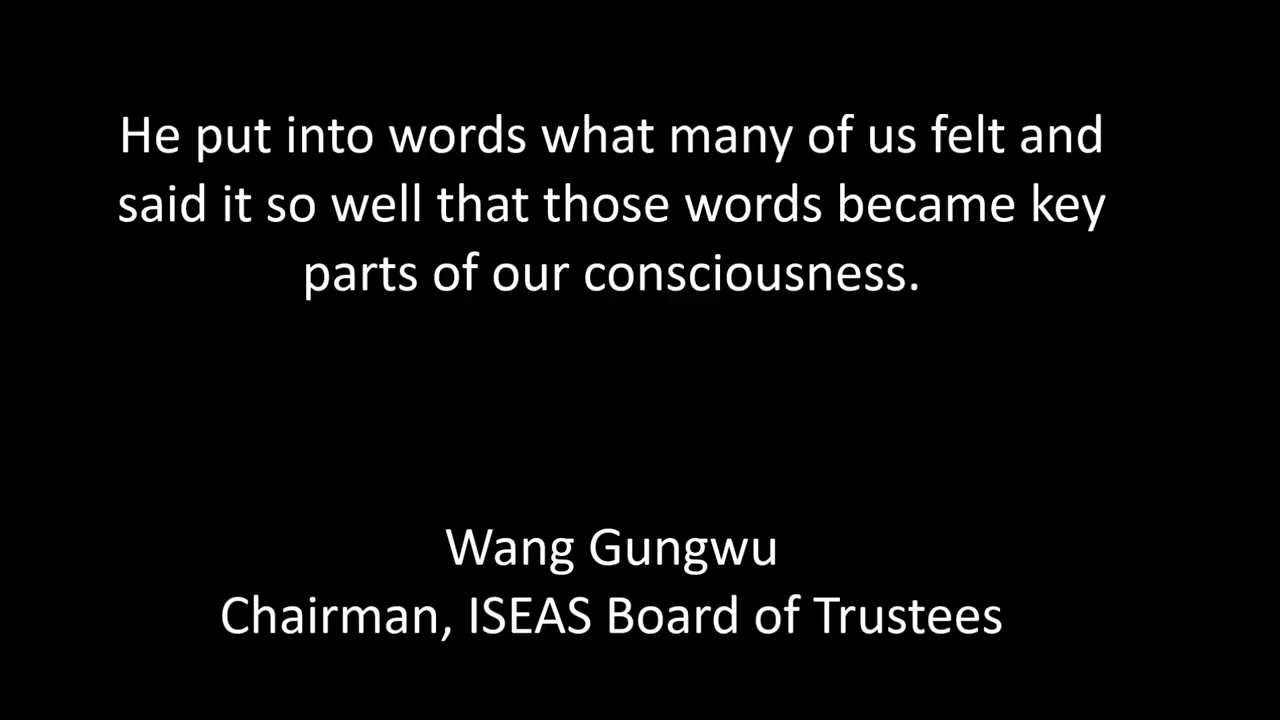 He put into words what many of us felt and
said it so well that those words became key
parts of our consciousness.
Wang Gungwu
Chairman, ISEAS Board of Trustees